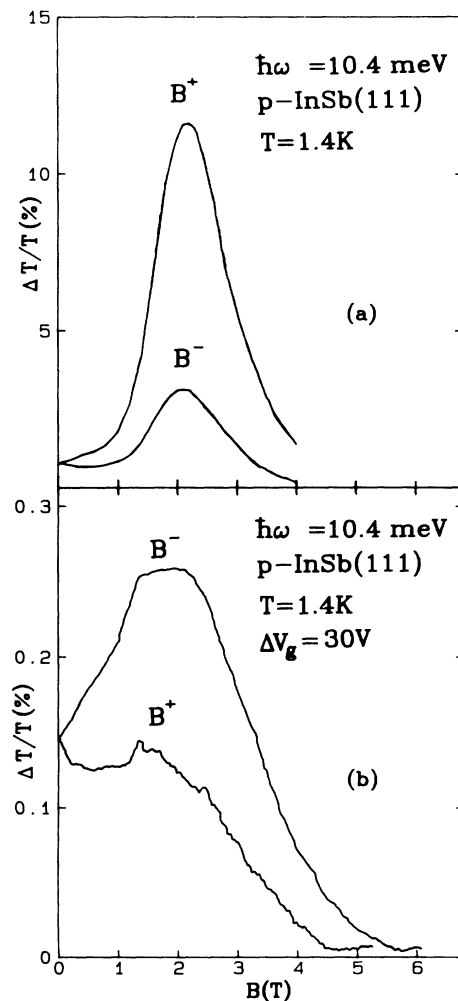 15
10
5
ΔT/T(%)
ħω =10.4 meV
p-InSb(111)
T=1.4K
B⁺
B⁻
(a)
0.3
0.2
0.1
0
ΔT/T(%)
ħω =10.4 meV
p-InSb(111)
T=1.4K
ΔV_g =30V
B⁻
B⁺
(b)
0 1 2 3 4 5 6
B(T)